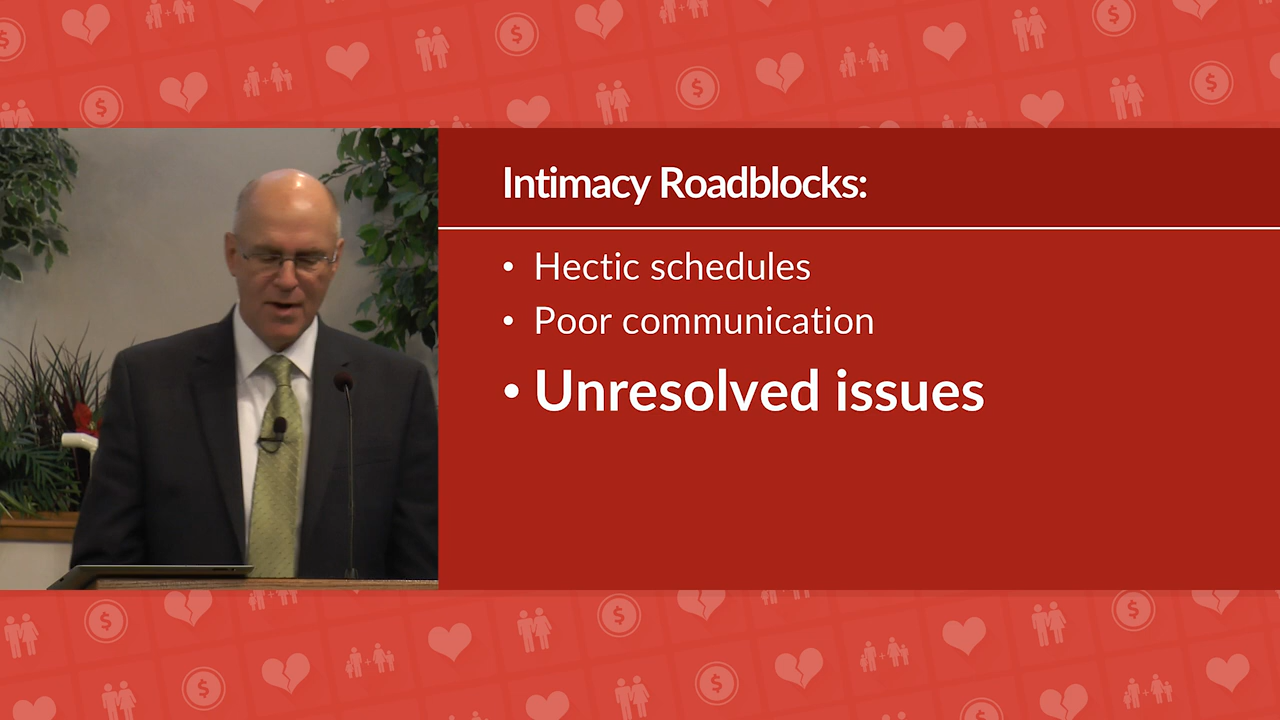 Intimacy Roadblocks:
• Hectic schedules
• Poor communication
• Unresolved issues